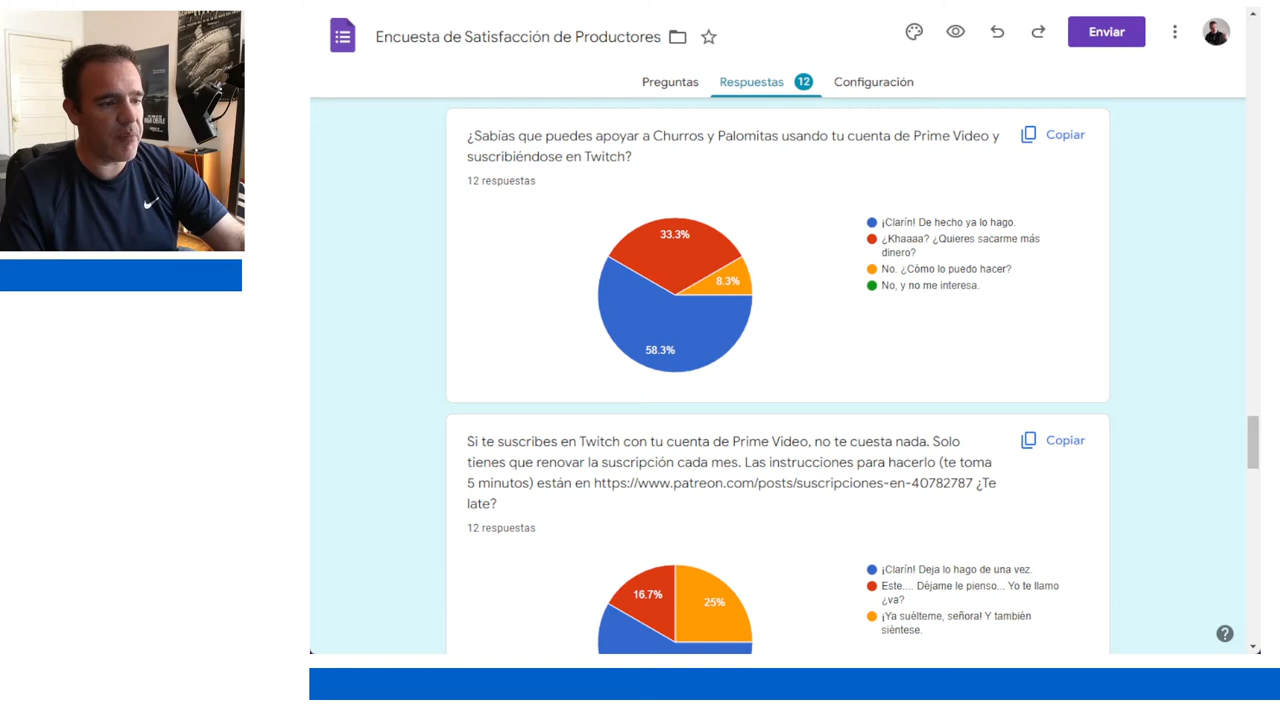 Encuesta de Satisfacción de Productores
Enviar
Preguntas
Respuestas 12
Configuración
¿Sabías que puedes apoyar a Churros y Palomitas usando tu cuenta de Prime Video y
suscribiéndose en Twitch?
Copiar
12 respuestas
33.3%
8.3%
58.3%
¡Clarín! De hecho ya lo hago.
¿Khaaaa? ¿Quieres sacarme más
dinero?
No. ¿Cómo lo puedo hacer?
No, y no me interesa.
Si te suscribes en Twitch con tu cuenta de Prime Video, no te cuesta nada. Solo
tienes que renovar la suscripción cada mes. Las instrucciones para hacerlo (te toma
5 minutos) están en https://www.patreon.com/posts/suscripciones-en-40782787 ¿Te
late?
Copiar
12 respuestas
16.7%
25%
¡Clarín! Deja lo hago de una vez.
Este.... Déjame le pienso... Yo te llamo
¿va?
¡Ya suélteme, señora! Y también
siéntese.